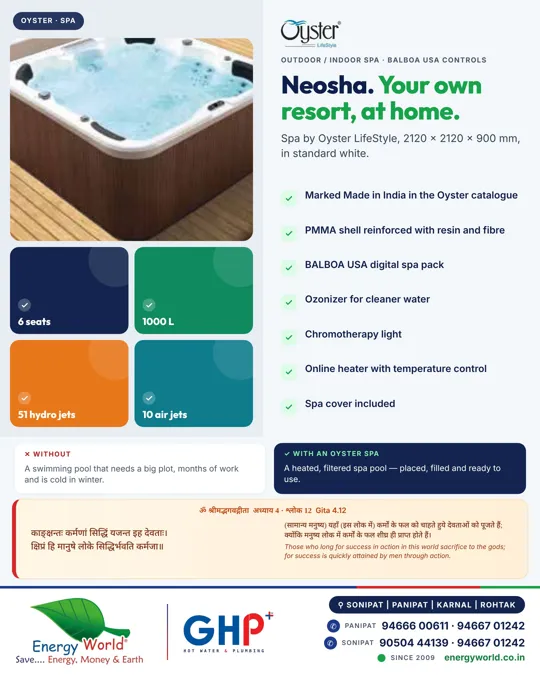 OYSTER · SPA
6 seats
1000 L
51 hydro jets
10 air jets
Oyster®
LifeStyle
OUTDOOR / INDOOR SPA · BALBOA USA CONTROLS
Neosha. Your own
resort, at home.
Spa by Oyster LifeStyle, 2120 × 2120 × 900 mm,
in standard white.
Marked Made in India in the Oyster catalogue
PMMA shell reinforced with resin and fibre
BALBOA USA digital spa pack
Ozonizer for cleaner water
Chromotherapy light
Online heater with temperature control
Spa cover included
✕ WITHOUT
A swimming pool that needs a big plot, months of work
and is cold in winter.
✓ WITH AN OYSTER SPA
A heated, filtered spa pool — placed, filled and ready to
use.
ॐ श्रीमद्भगवद्गीता अध्याय 4 · श्लोक 12 Gita 4.12
काङ्क्षन्तः कर्मणां सिद्धिं यजन्त इह देवताः।
क्षिप्रं हि मानुषे लोके सिद्धिर्भवति कर्मजा॥
(सामान्य मनुष्य) यहाँ (इस लोक में) कर्मों के फल को चाहते हुये देवताओं को पूजते हैं;
क्योंकि मनुष्य लोक में कर्मों के फल शीघ्र ही प्राप्त होते हैं।
Those who long for success in action in this world sacrifice to the gods;
for success is quickly attained by men through action.
Energy World
Save.... Energy, Money & Earth
GHP+
HOT WATER & PLUMBING
SONIPAT | PANIPAT | KARNAL | ROHTAK
PANIPAT 94666 00611 · 94667 01242
SONIPAT 90504 44139 · 94667 01242
SINCE 2009 energyworld.co.in